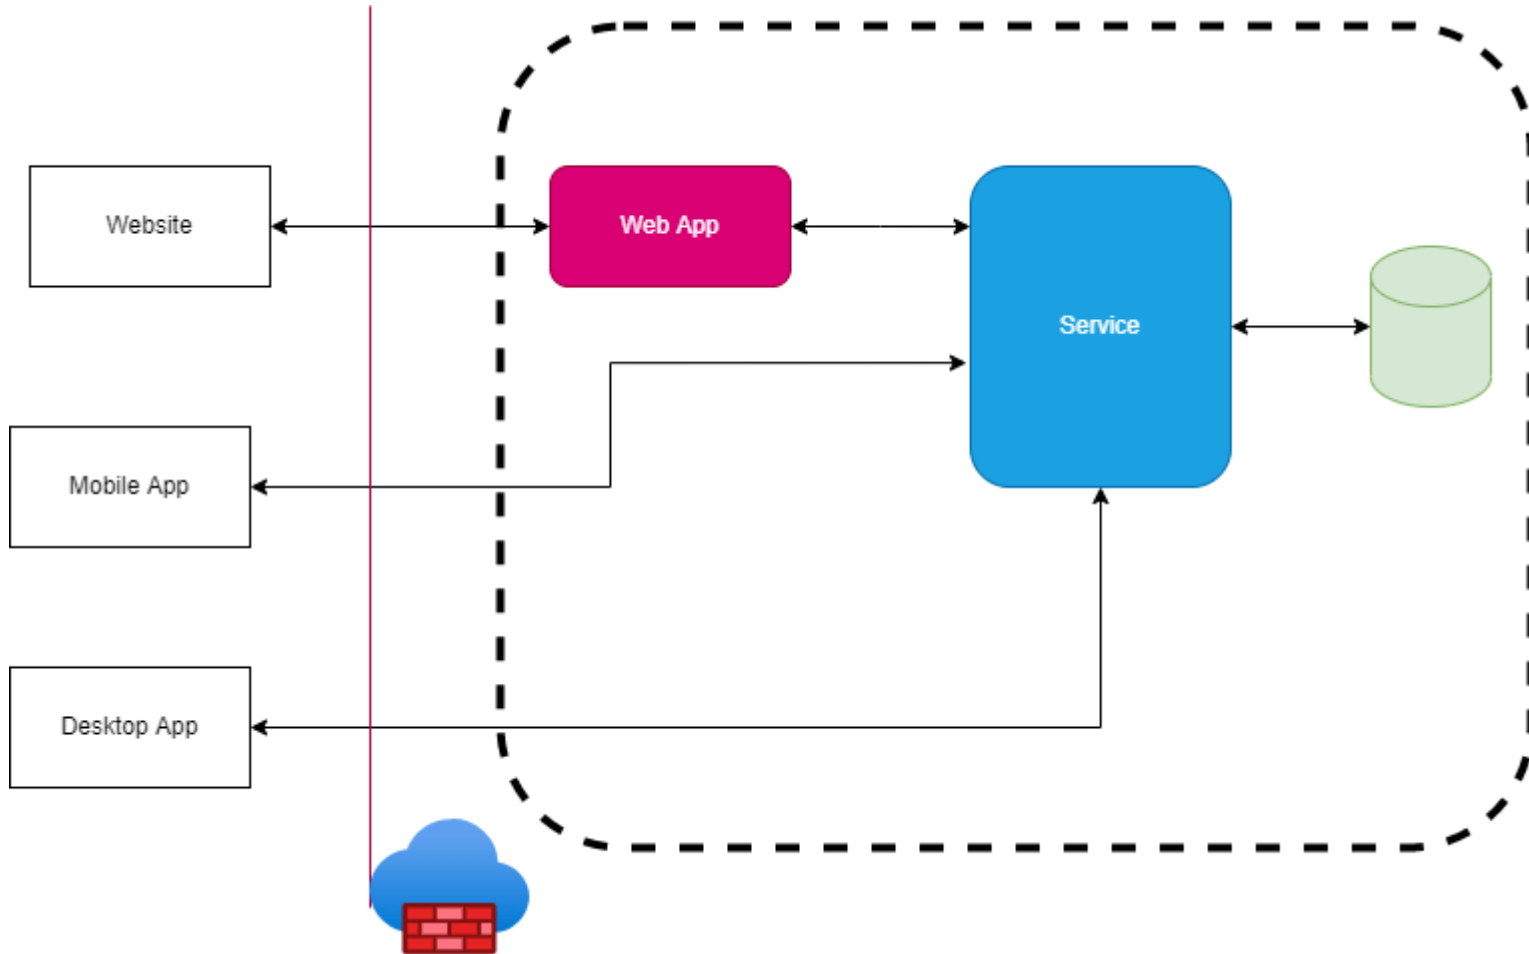 Website
Web App
Service
Mobile App
Desktop App